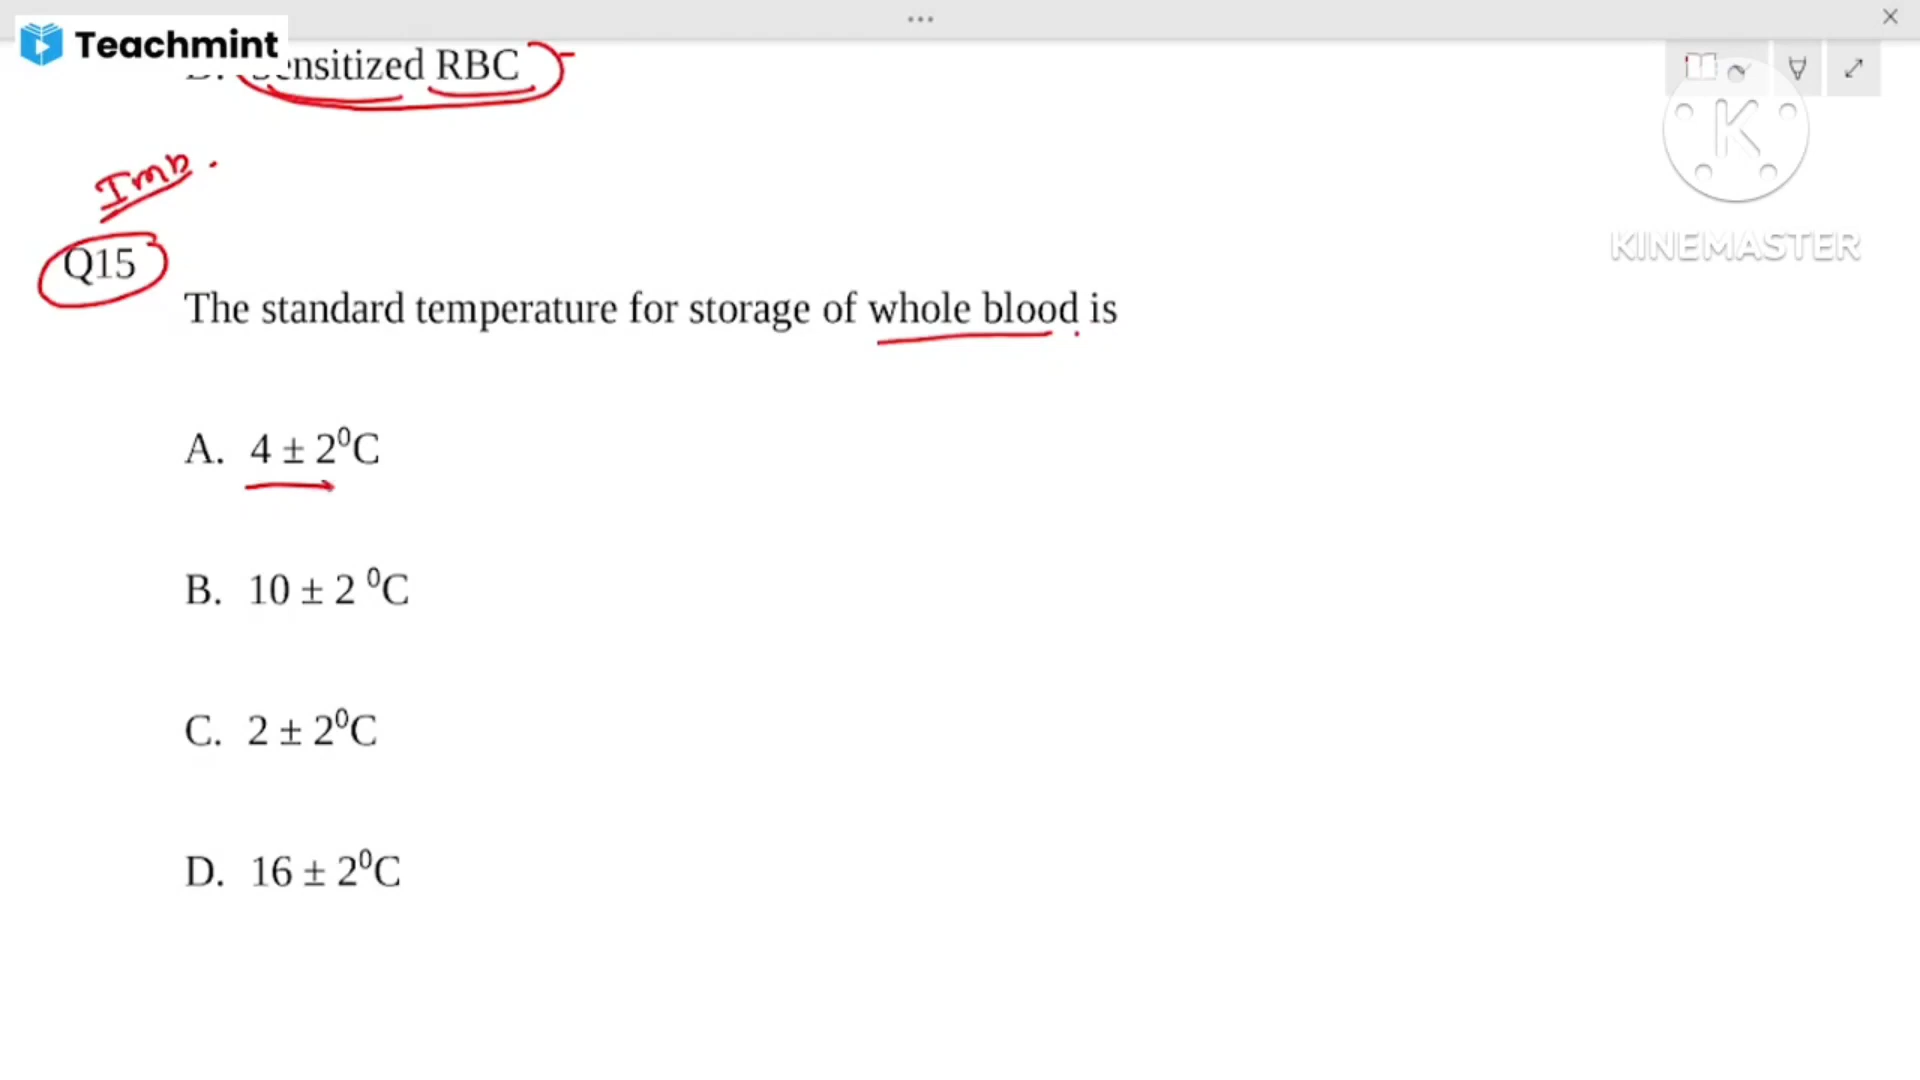 Teachmint
Sensitized RBC
Imp.
Q15
The standard temperature for storage of whole blood is
A. 4 ± 2⁰C
B. 10 ± 2 ⁰C
C. 2 ± 2⁰C
D. 16 ± 2⁰C
K
KINEMASTER